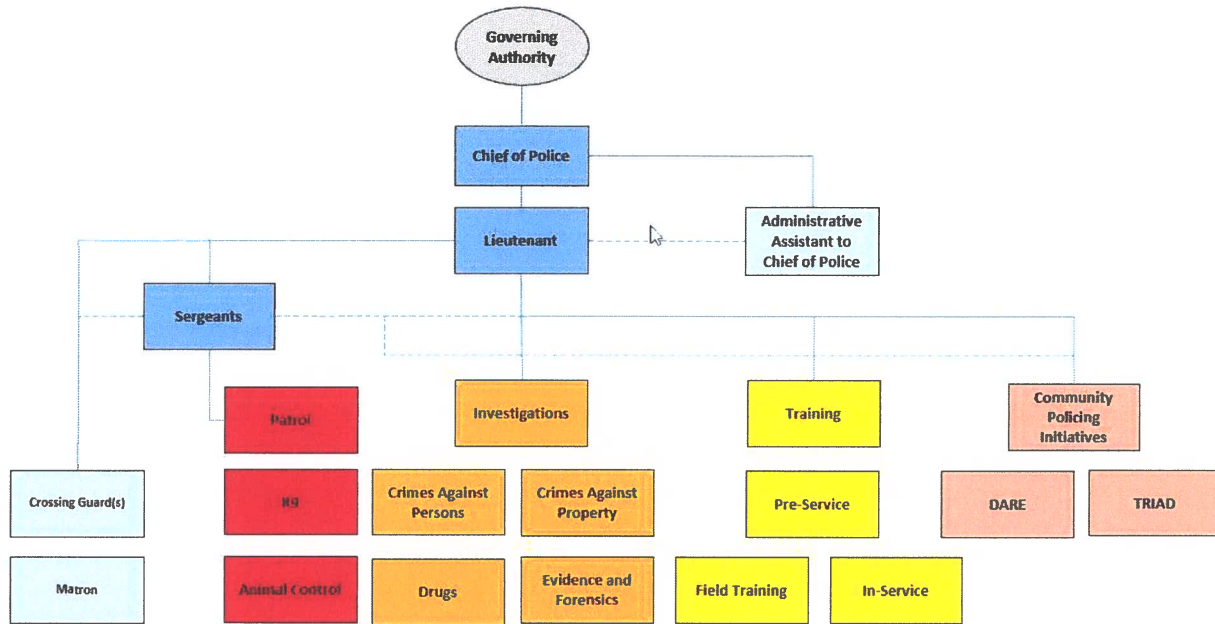 Governing
Authority
Chief of Police
Lieutenant
Administrative
Assistant to
Chief of Police
Sergeants
Patrol
Investigations
Training
Community
Policing
Initiatives
Crossing Guard(s)
K9
Crimes Against
Persons
Crimes Against
Property
Pre-Service
DARE
TRIAD
Matron
Animal Control
Drugs
Evidence and
Forensics
Field Training
In-Service